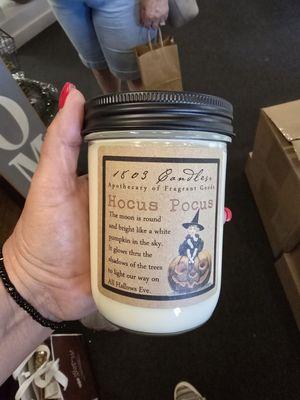 1803 Candles
Apothecary of Fragrant Goods
Hocus Pocus
The moon is round
and bright like a white
pumpkin in the sky.
It glows thru the
shadows of the trees
to light our way on
All Hallows Eve.